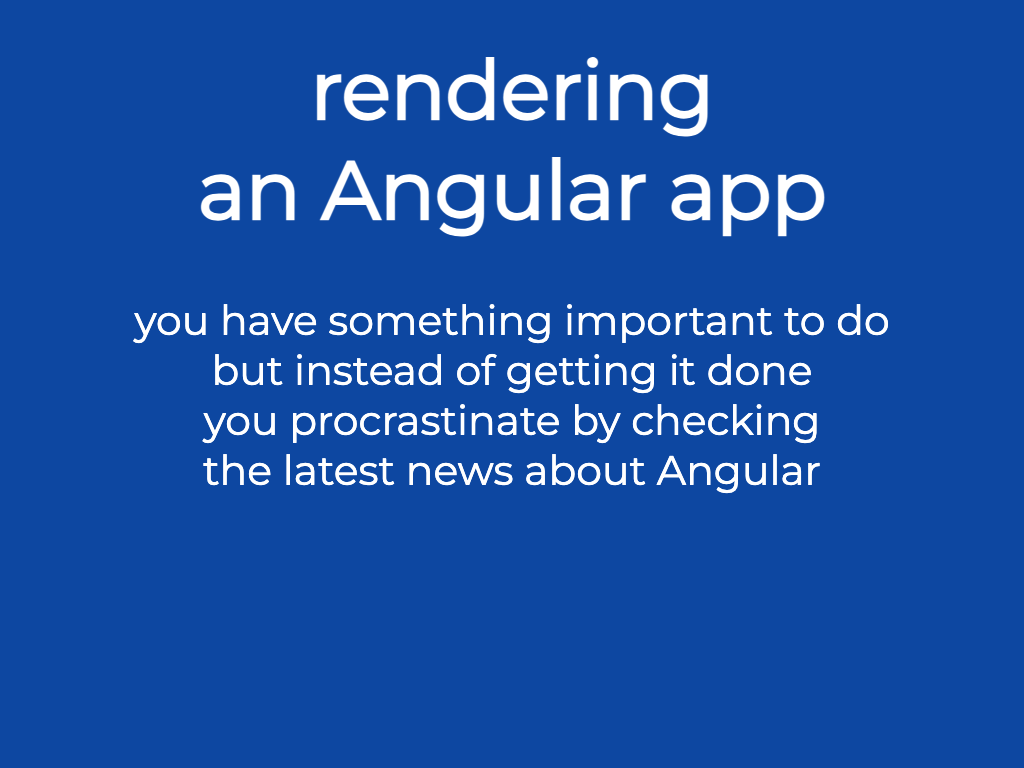 rendering
an Angular app
you have something important to do
but instead of getting it done
you procrastinate by checking
the latest news about Angular